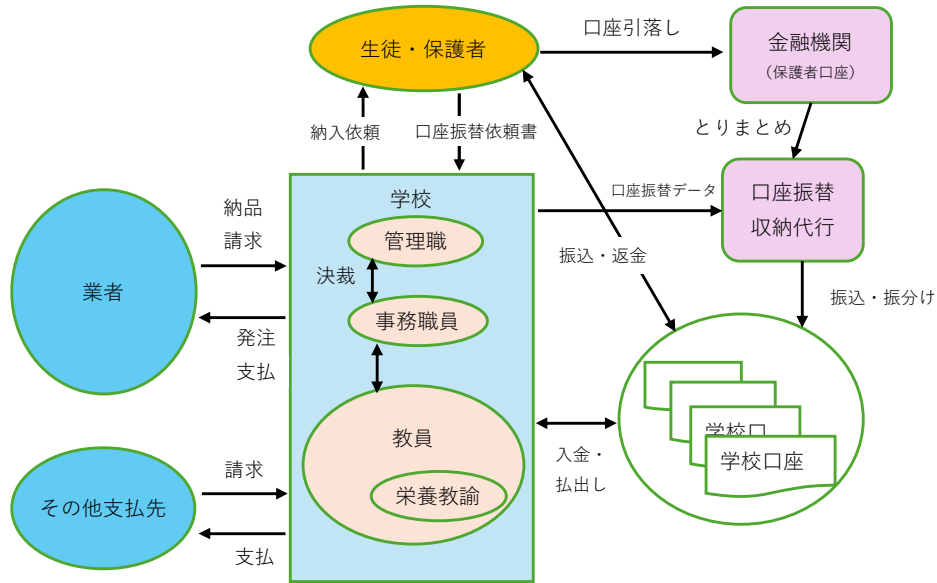 生徒・保護者
口座引落し
金融機関
（保護者口座）
納入依頼
口座振替依頼書
とりまとめ
学校
口座振替データ
口座振替
収納代行
納品
請求
管理職
業者
決裁
振込・返金
振込・振分け
発注
支払
事務職員
教員
学校口
学校口座
入金・
払出し
請求
その他支払先
栄養教諭
支払